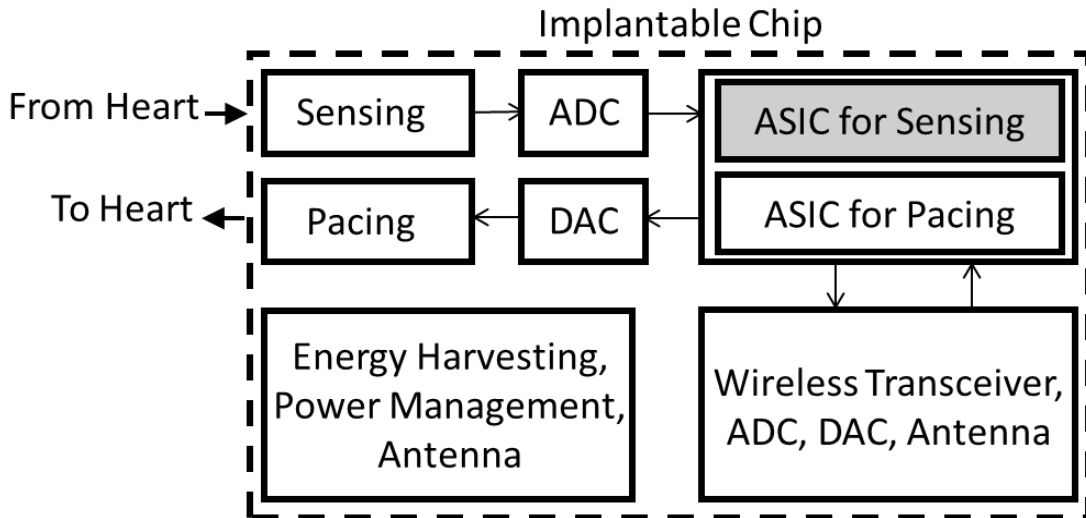 Implantable Chip
From Heart
Sensing
ADC
ASIC for Sensing
To Heart
Pacing
DAC
ASIC for Pacing
Energy Harvesting,
Power Management,
Antenna
Wireless Transceiver,
ADC, DAC, Antenna